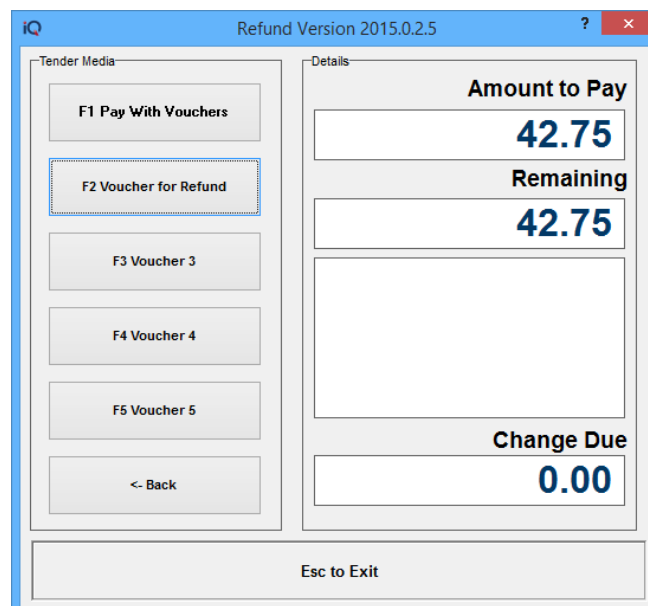 iQ
Refund Version 2015.0.2.5
?
×
Tender Media
F1 Pay With Vouchers
F2 Voucher for Refund
F3 Voucher 3
F4 Voucher 4
F5 Voucher 5
<- Back
Details
Amount to Pay
42.75
Remaining
42.75
Change Due
0.00
Esc to Exit